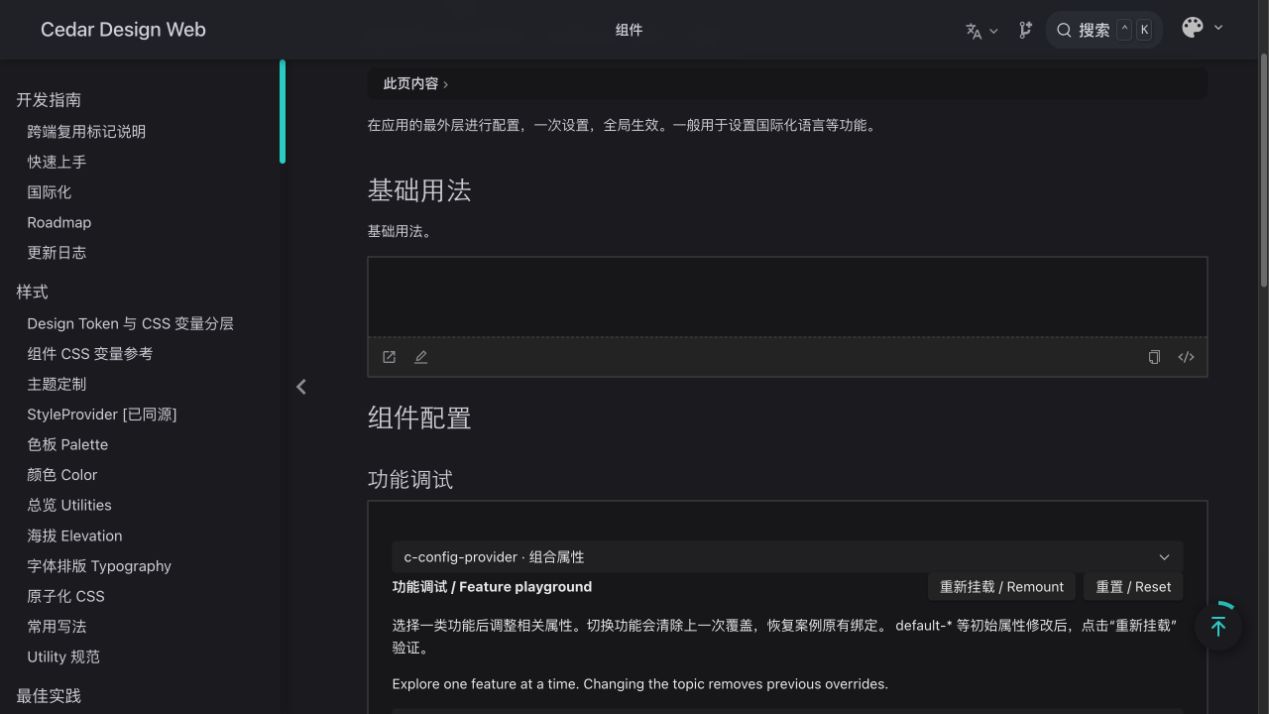 Cedar Design Web
组件
搜索 ^ K
开发指南
跨端复用标记说明
快速上手
国际化
Roadmap
更新日志
样式
Design Token 与 CSS 变量分层
组件 CSS 变量参考
主题定制
StyleProvider [已同源]
色板 Palette
颜色 Color
总览 Utilities
海拔 Elevation
字体排版 Typography
原子化 CSS
常用写法
Utility 规范
最佳实践
此页内容 ›
在应用的最外层进行配置，一次设置，全局生效。一般用于设置国际化语言等功能。
基础用法
基础用法。
组件配置
功能调试
c-config-provider · 组合属性
功能调试 / Feature playground
重新挂载 / Remount
重置 / Reset
选择一类功能后调整相关属性。切换功能会清除上一次覆盖，恢复案例原有绑定。 default-* 等初始属性修改后，点击“重新挂载”
验证。
Explore one feature at a time. Changing the topic removes previous overrides.